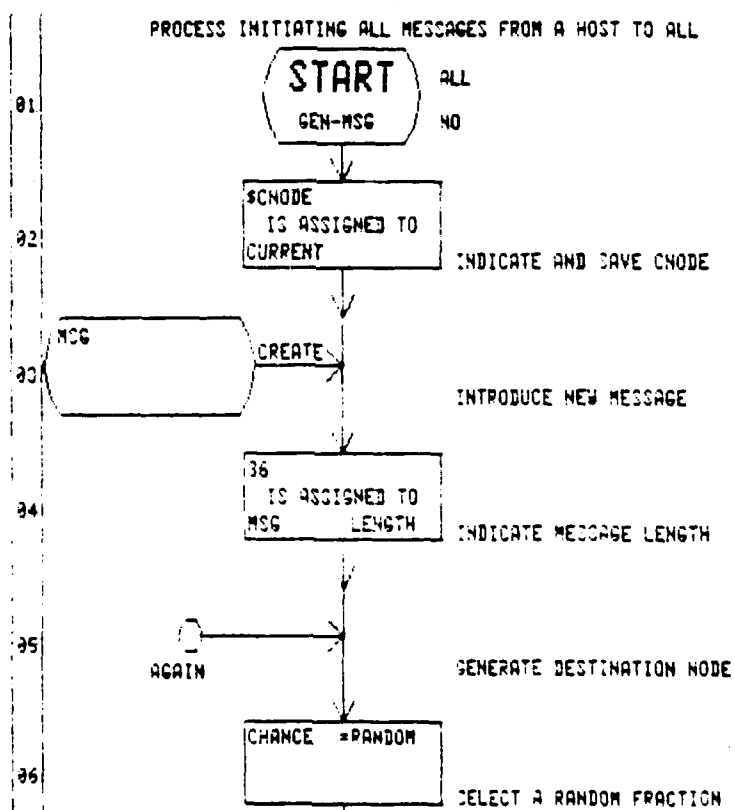 PROCESS INITIATING ALL MESSAGES FROM A HOST TO ALL
START ALL
01
GEN-MSG NO
$CNODE
IS ASSIGNED TO
02
CURRENT
INDICATE AND SAVE CNODE
MSG
CREATE
03
INTRODUCE NEW MESSAGE
36
IS ASSIGNED TO
04
MSG LENGTH
INDICATE MESSAGE LENGTH
05
AGAIN
GENERATE DESTINATION NODE
CHANCE =RANDOM
06
SELECT A RANDOM FRACTION